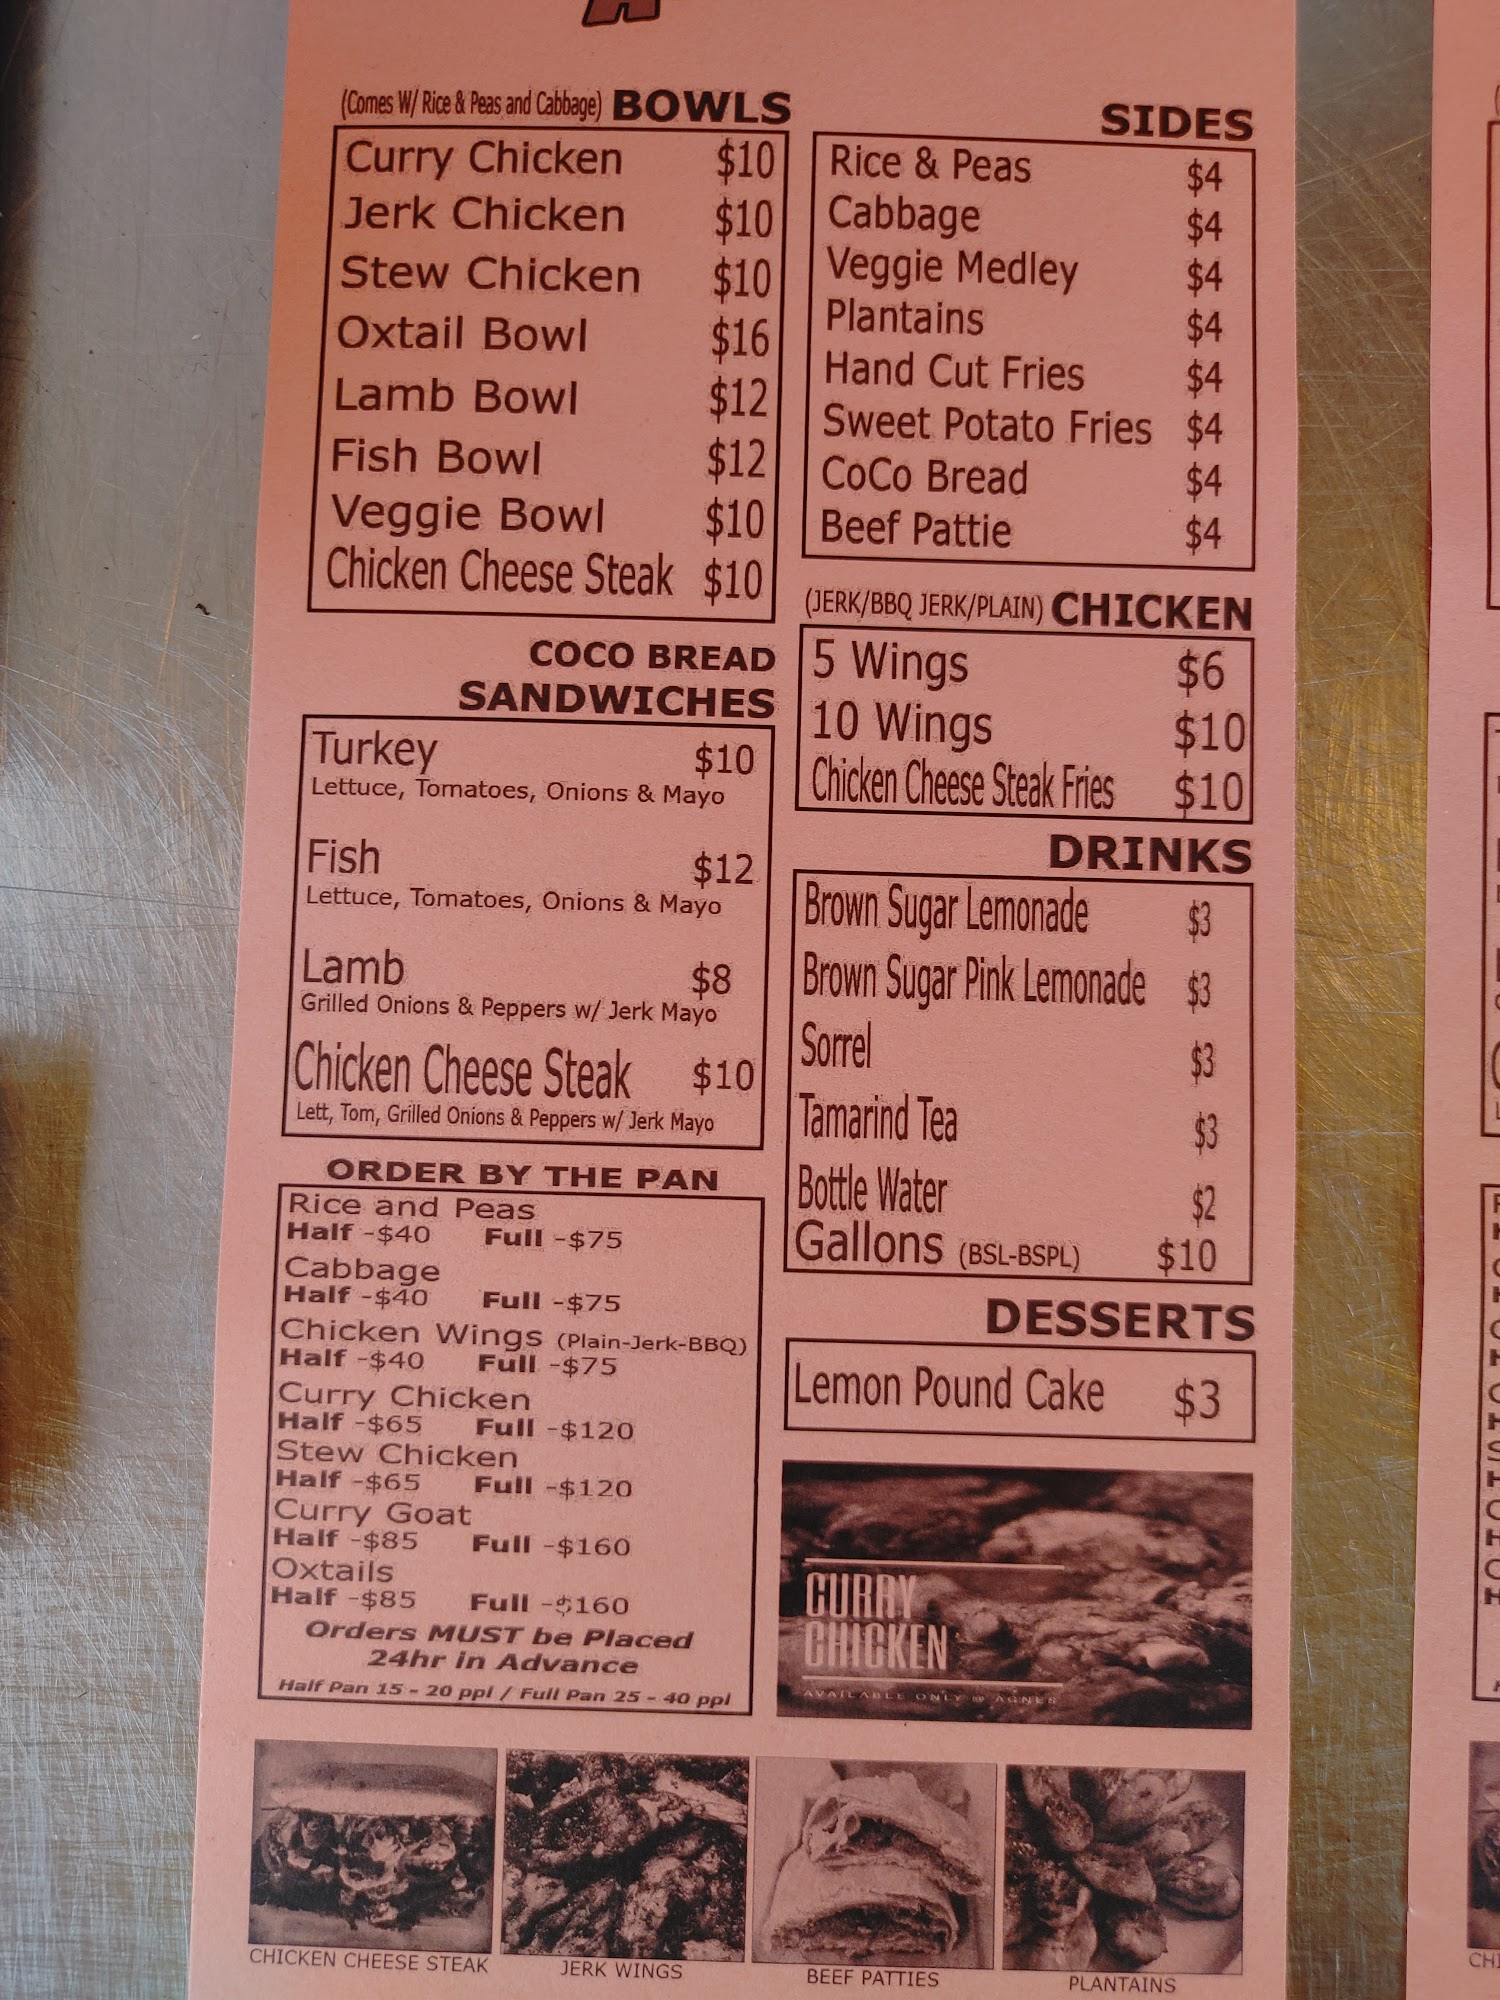 (Comes W/ Rice & Peas and Cabbage) BOWLS
Curry Chicken $10
Jerk Chicken $10
Stew Chicken $10
Oxtail Bowl $16
Lamb Bowl $12
Fish Bowl $12
Veggie Bowl $10
Chicken Cheese Steak $10
COCO BREAD
SANDWICHES
Turkey $10
Lettuce, Tomatoes, Onions & Mayo
Fish $12
Lettuce, Tomatoes, Onions & Mayo
Lamb $8
Grilled Onions & Peppers w/ Jerk Mayo
Chicken Cheese Steak $10
Lett, Tom, Grilled Onions & Peppers w/ Jerk Mayo
ORDER BY THE PAN
Rice and Peas
Half -$40 Full -$75
Cabbage
Half -$40 Full -$75
Chicken Wings (Plain-Jerk-BBQ)
Half -$40 Full -$75
Curry Chicken
Half -$65 Full -$120
Stew Chicken
Half -$65 Full -$120
Curry Goat
Half -$85 Full -$160
Oxtails
Half -$85 Full -$160
Orders MUST be Placed
24hr in Advance
Half Pan 15 - 20 ppl / Full Pan 25 - 40 ppl
SIDES
Rice & Peas $4
Cabbage $4
Veggie Medley $4
Plantains $4
Hand Cut Fries $4
Sweet Potato Fries $4
CoCo Bread $4
Beef Pattie $4
(JERK/BBQ JERK/PLAIN) CHICKEN
5 Wings $6
10 Wings $10
Chicken Cheese Steak Fries $10
DRINKS
Brown Sugar Lemonade $3
Brown Sugar Pink Lemonade $3
Sorrel $3
Tamarind Tea $3
Bottle Water $2
Gallons (BSL-BSPL) $10
DESSERTS
Lemon Pound Cake $3
CURRY
CHICKEN
AVAILABLE ONLY @ AGNES
CHICKEN CHEESE STEAK
JERK WINGS
BEEF PATTIES
PLANTAINS